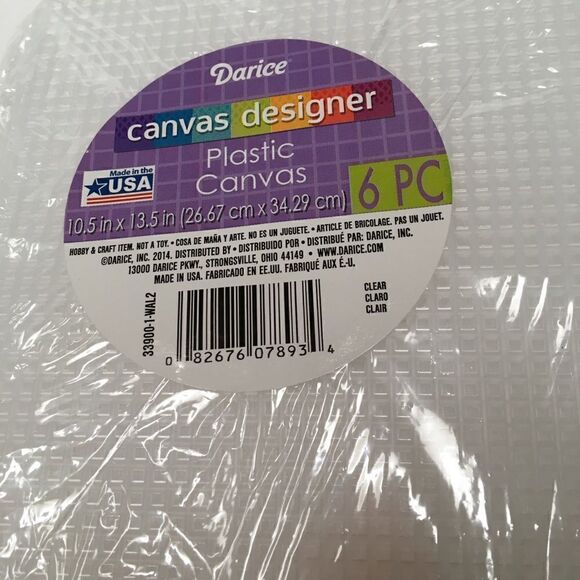 Darice
canvas designer
Plastic
Canvas
Made in the
USA
6 PC
10.5 in x 13.5 in (26.67 cm x 34.29 cm)
HOBBY & CRAFT ITEM. NOT A TOY. • COSA DE MAÑA Y ARTE. NO ES UN JUGUETE. • ARTICLE DE BRICOLAGE. PAS UN JOUET.
©DARICE, INC. 2014. DISTRIBUTED BY • DISTRIBUIDO POR • DISTRIBUÉ PAR: DARICE, INC.
13000 DARICE PKWY., STRONGSVILLE, OHIO 44149 • WWW.DARICE.COM
MADE IN USA. FABRICADO EN EE.UU. FABRIQUÉ AUX É.-U.
CLEAR
CLARO
CLAIR
33900-1-WAL2
0 82676 07893 4